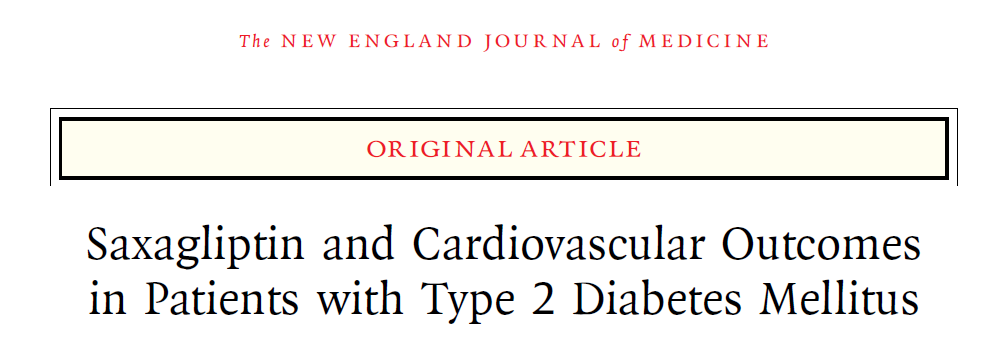 The NEW ENGLAND JOURNAL of MEDICINE
ORIGINAL ARTICLE
Saxagliptin and Cardiovascular Outcomes
in Patients with Type 2 Diabetes Mellitus